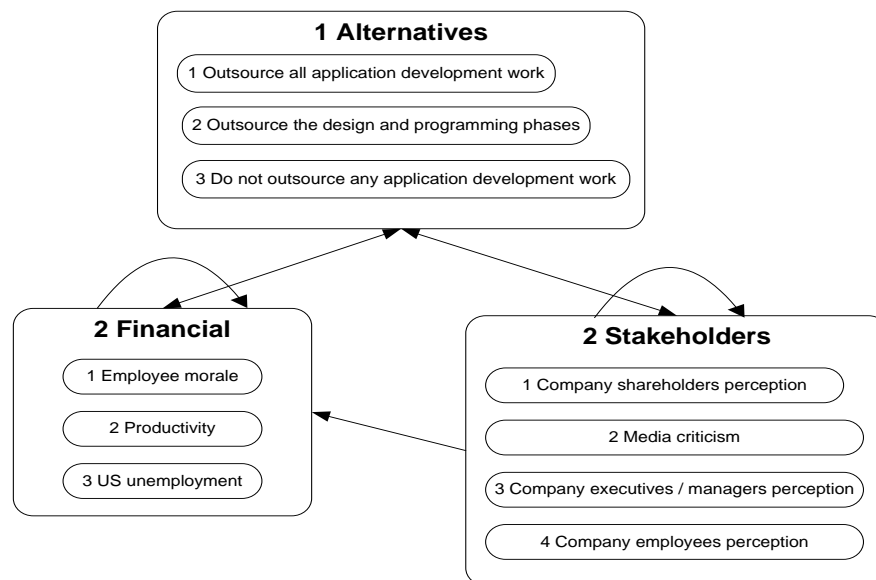 1 Alternatives
1 Outsource all application development work
2 Outsource the design and programming phases
3 Do not outsource any application development work
2 Financial
1 Employee morale
2 Productivity
3 US unemployment
2 Stakeholders
1 Company shareholders perception
2 Media criticism
3 Company executives / managers perception
4 Company employees perception